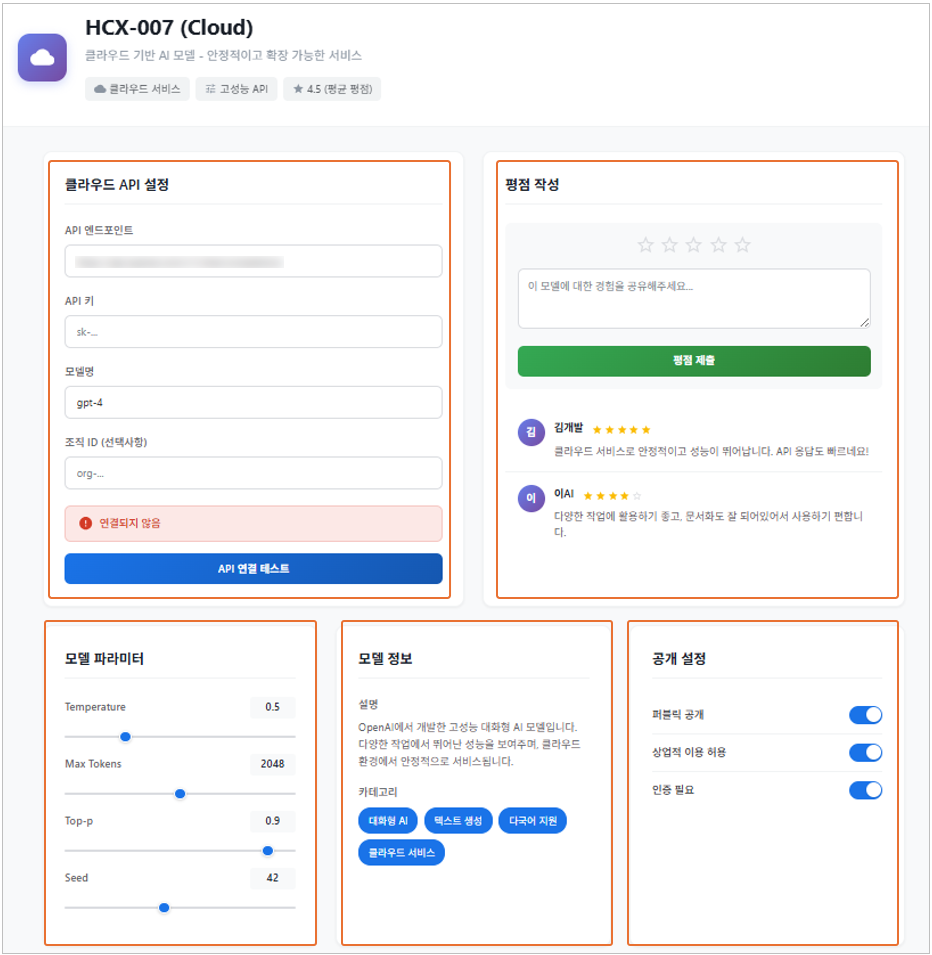 HCX-007 (Cloud)
클라우드 기반 AI 모델 - 안정적이고 확장 가능한 서비스
클라우드 서비스
고성능 API
4.5 (평균 평점)
클라우드 API 설정
API 엔드포인트
API 키
sk-...
모델명
gpt-4
조직 ID (선택사항)
org-...
연결되지 않음
API 연결 테스트
평점 작성
이 모델에 대한 경험을 공유해주세요...
평점 제출
김
김개발
클라우드 서비스로 안정적이고 성능이 뛰어납니다. API 응답도 빠르네요!
이
이AI
다양한 작업에 활용하기 좋고, 문서화도 잘 되어있어서 사용하기 편합니
다.
모델 파라미터
Temperature
0.5
Max Tokens
2048
Top-p
0.9
Seed
42
모델 정보
설명
OpenAI에서 개발한 고성능 대화형 AI 모델입니다.
다양한 작업에서 뛰어난 성능을 보여주며, 클라우드
환경에서 안정적으로 서비스됩니다.
카테고리
대화형 AI
텍스트 생성
다국어 지원
클라우드 서비스
공개 설정
퍼블릭 공개
상업적 이용 허용
인증 필요